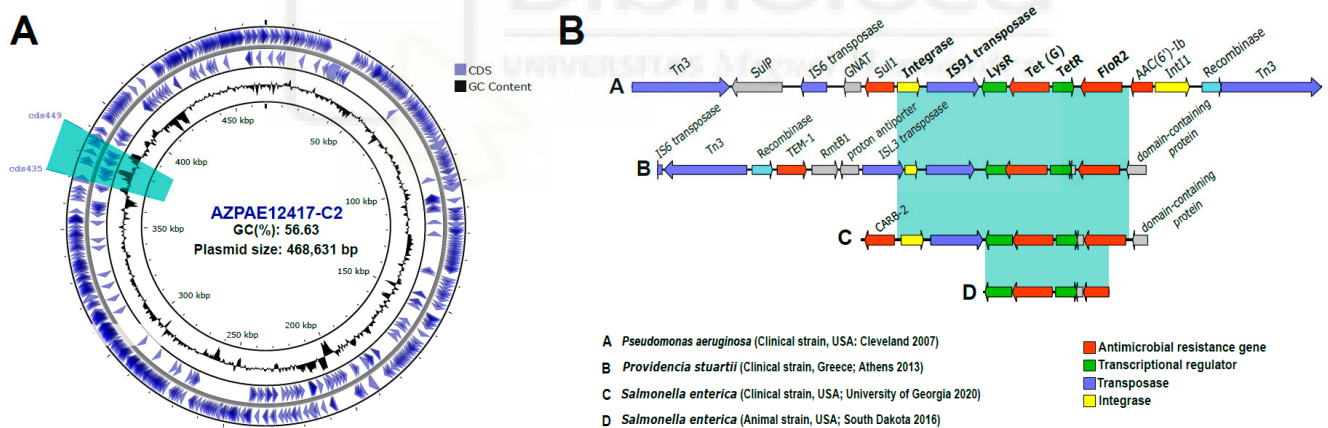 A
cds449
cds435
450 kbp
50 kbp
100 kbp
150 kbp
200 kbp
250 kbp
300 kbp
350 kbp
400 kbp
AZPAE12417-C2
GC(%): 56.63
Plasmid size: 468,631 bp
CDS
GC Content
B
UNIVERSITAS Miguel
A
Tn3
SulP
IS6 transposase
GNAT
Sul1
Integrase
IS91 transposase
LysR
Tet (G)
TetR
FloR2
AAC(6')-Ib
Int11
Recombinase
Tn3
B
IS6 transposase
Tn3
Recombinase
TEM-1
RmtB1
proton antiporter
ISL3 transposase
domain-containing
protein
C
CARB-2
domain-containing
protein
D
A Pseudomonas aeruginosa (Clinical strain, USA: Cleveland 2007)
B Providencia stuartii (Clinical strain, Greece; Athens 2013)
C Salmonella enterica (Clinical strain, USA; University of Georgia 2020)
D Salmonella enterica (Animal strain, USA; South Dakota 2016)
Antimicrobial resistance gene
Transcriptional regulator
Transposase
Integrase